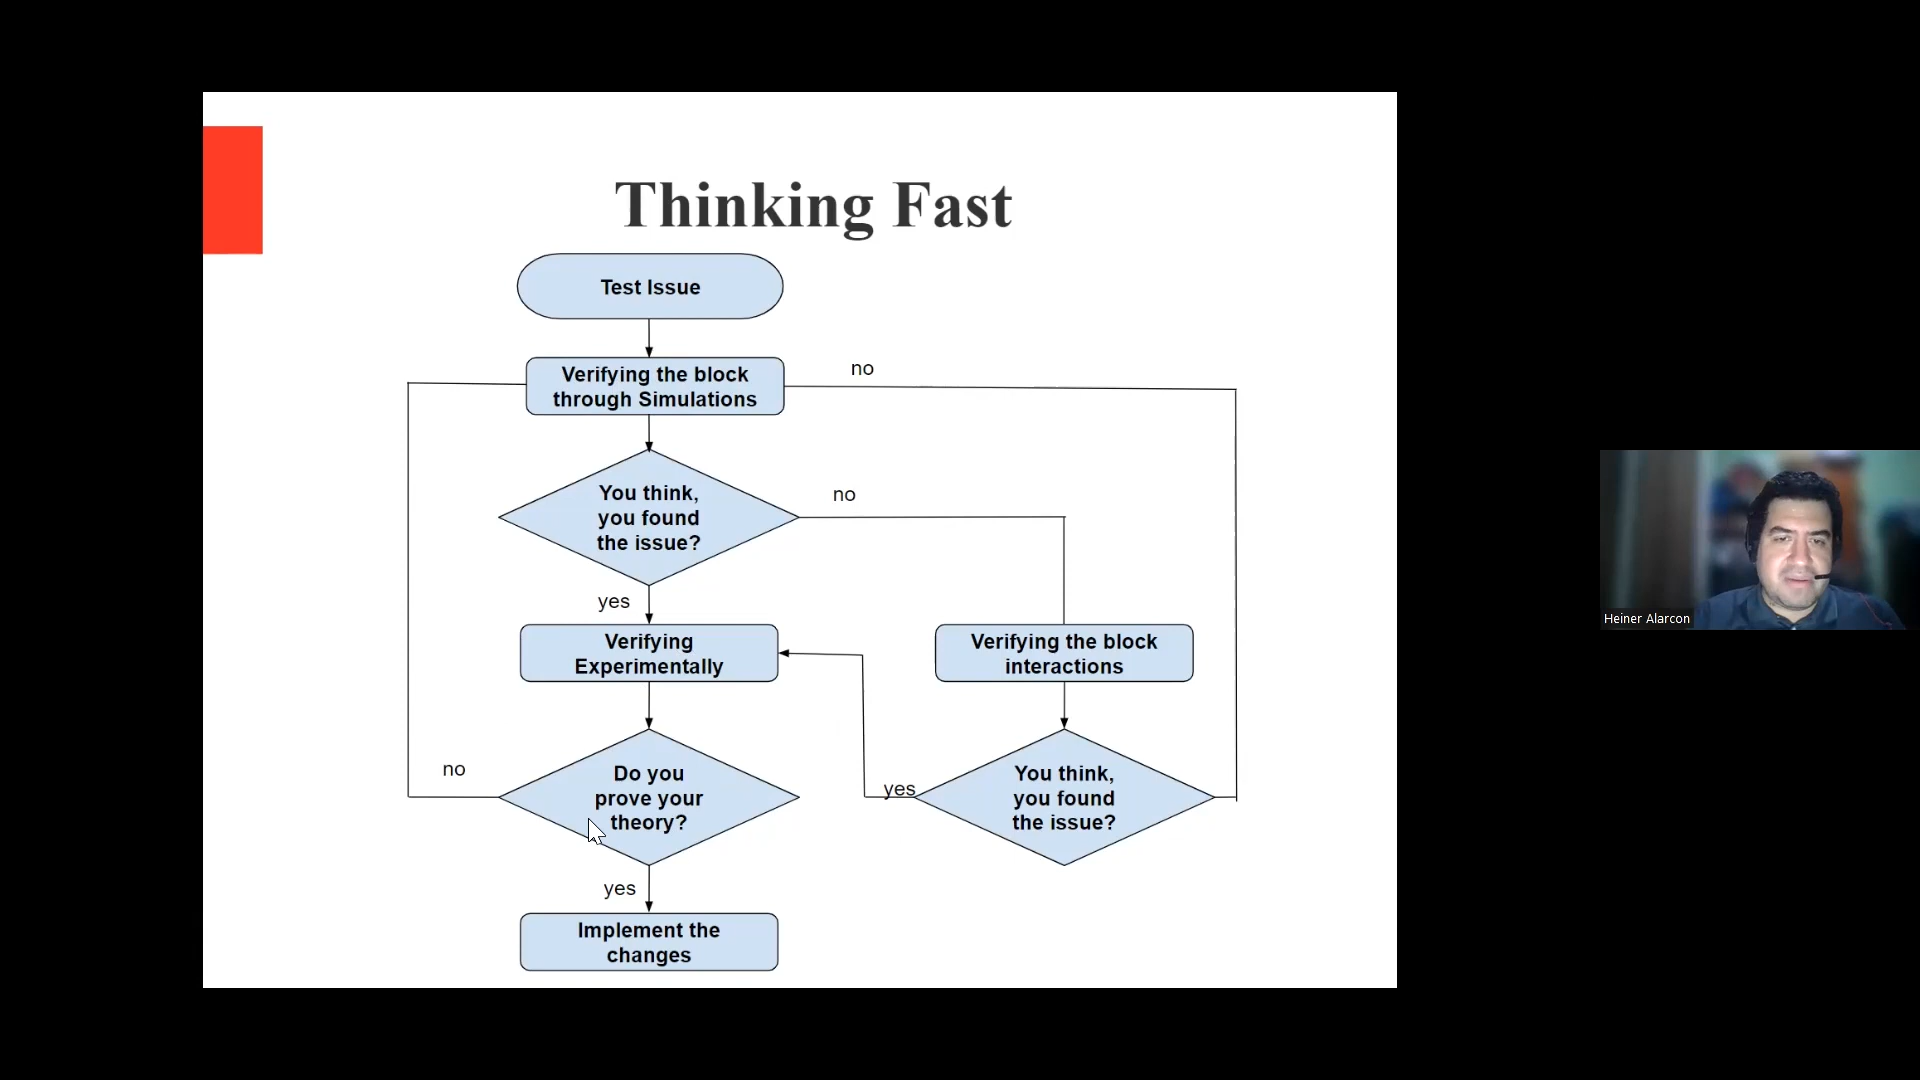 Thinking Fast
Test Issue
Verifying the block
through Simulations
no
You think,
you found
the issue?
no
yes
Verifying
Experimentally
Verifying the block
interactions
Do you
prove your
theory?
no
yes
You think,
you found
the issue?
yes
Implement the
changes
Heiner Alarcon